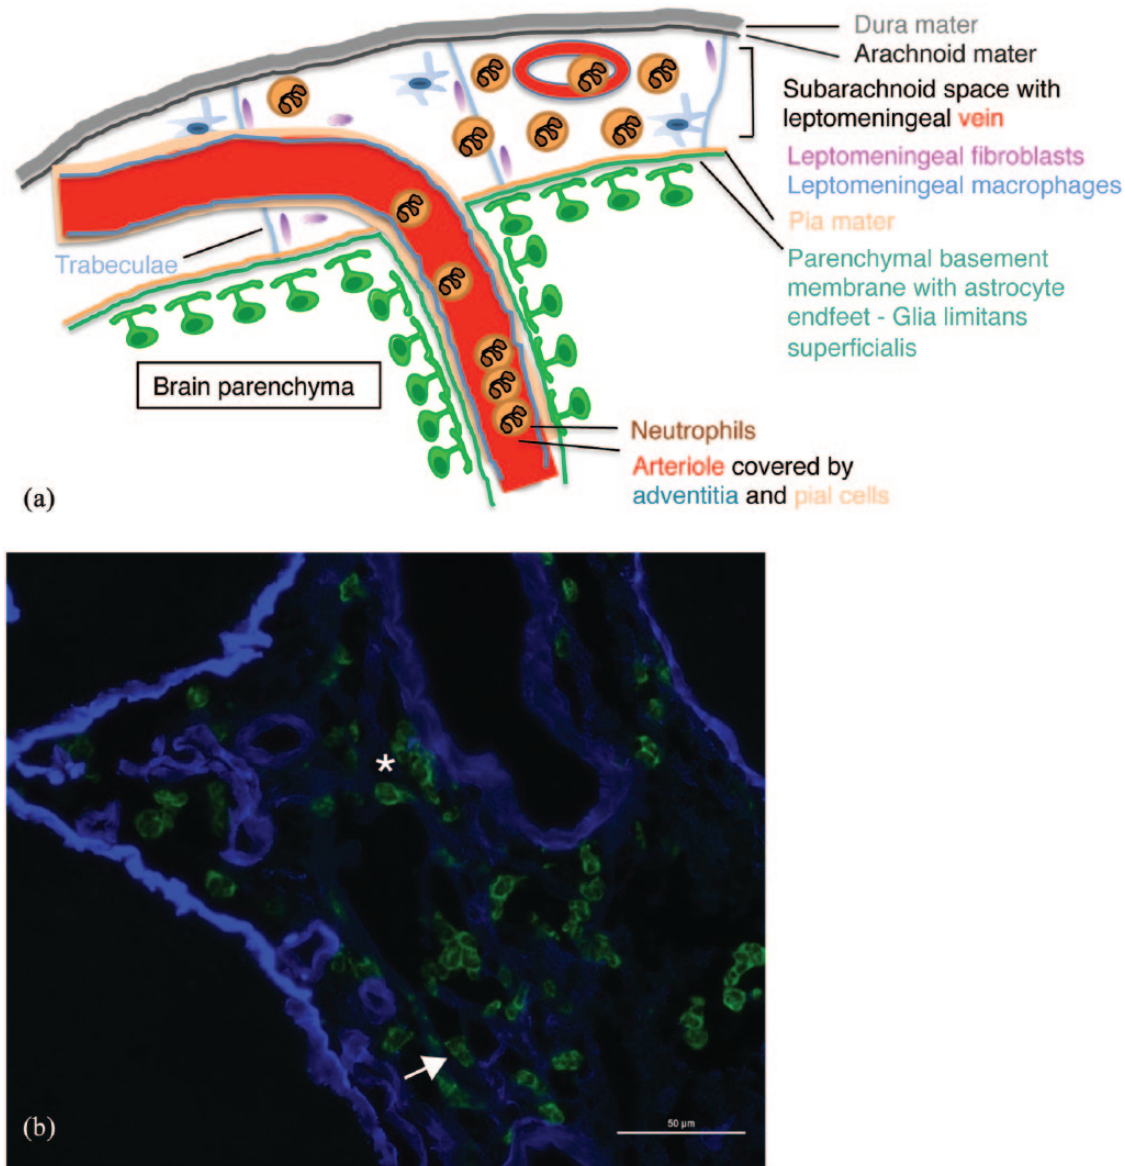 Dura mater
Arachnoid mater
Subarachnoid space with
leptomeningeal vein
Leptomeningeal fibroblasts
Leptomeningeal macrophages
Pia mater
Trabeculae
Parenchymal basement
membrane with astrocyte
endfeet - Glia limitans
superficialis
Brain parenchyma
Neutrophils
Arteriole covered by
adventitia and pial cells
(a)
*
50 µm
(b)